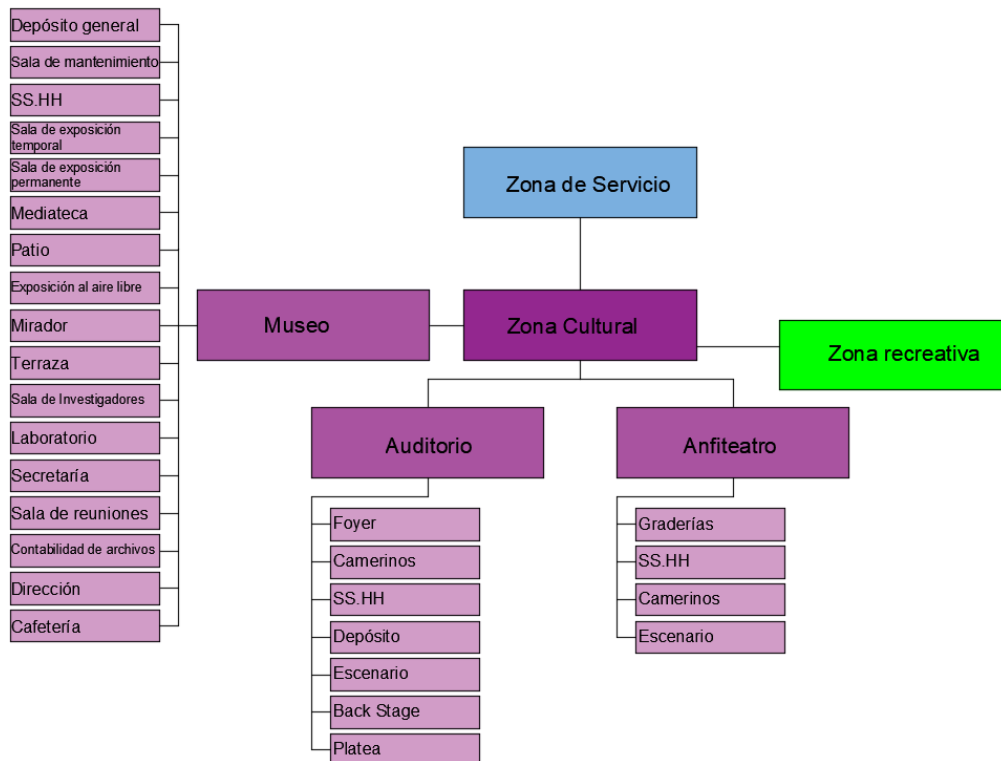 Depósito general
Sala de mantenimiento
SS.HH
Sala de exposición
temporal
Sala de exposición
permanente
Mediateca
Patio
Exposición al aire libre
Mirador
Terraza
Sala de Investigadores
Laboratorio
Secretaría
Sala de reuniones
Contabilidad de archivos
Dirección
Cafetería
Museo
Zona de Servicio
Zona Cultural
Zona recreativa
Auditorio
Foyer
Camerinos
SS.HH
Depósito
Escenario
Back Stage
Platea
Anfiteatro
Graderías
SS.HH
Camerinos
Escenario